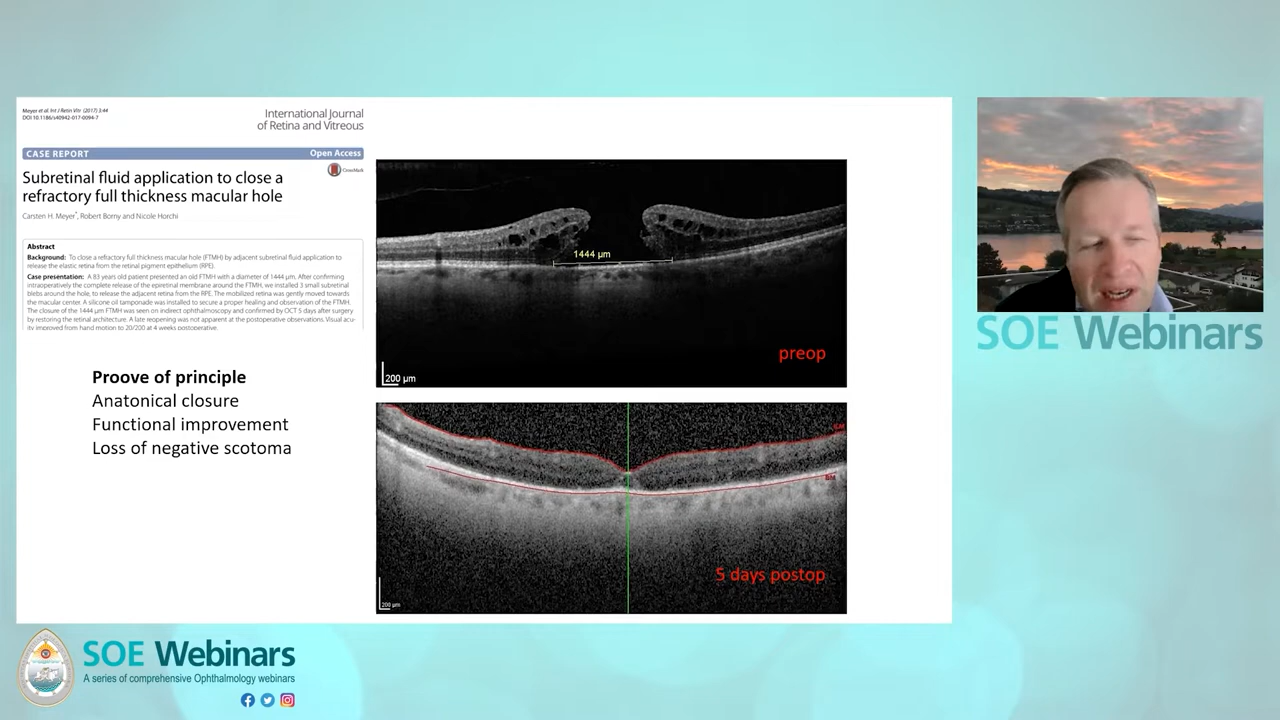 Meyer et al. Int J Retin Vitr (2017) 3:44
DOI 10.1186/s40942-017-0094-7
International Journal
of Retina and Vitreous
CASE REPORT
Open Access
CrossMark
Subretinal fluid application to close a
refractory full thickness macular hole
Carsten H. Meyer*, Robert Borny and Nicole Horchi
Abstract
Background: To close a refractory full thickness macular hole (FTMH) by adjacent subretinal fluid application to
release the elastic retina from the retinal pigment epithelium (RPE).
Case presentation: A 83 years old patient presented an old FTMH with a diameter of 1444 μm. After confirming
intraoperatively the complete release of the epiretinal membrane around the FTMH, we installed 3 small subretinal
blebs around the hole, to release the adjacent retina from the RPE. The mobilized retina was gently moved towards
the macular center. A silicone oil tamponade was installed to secure a proper healing and observation of the FTMH.
The closure of the 1444 μm FTMH was seen on indirect ophthalmoscopy and confirmed by OCT 5 days after surgery
by restoring the retinal architecture. A late reopening was not apparent at the postoperative observations. Visual acu-
ity improved from hand motion to 20/200 at 4 weeks postoperative.
Proove of principle
Anatomical closure
Functional improvement
Loss of negative scotoma
1444 μm
preop
200 μm
ILM
BM
5 days postop
200 μm
SOE Webinars
SOE Webinars
A series of comprehensive Ophthalmology webinars